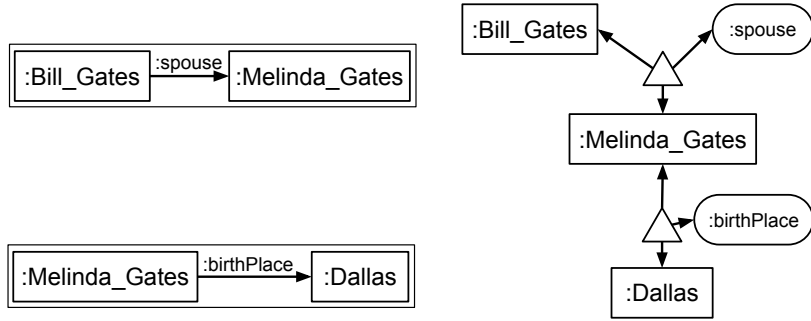 :Bill_Gates
:spouse
:Melinda_Gates
:Melinda_Gates
:birthPlace
:Dallas
:Bill_Gates
:spouse
:Melinda_Gates
:birthPlace
:Dallas